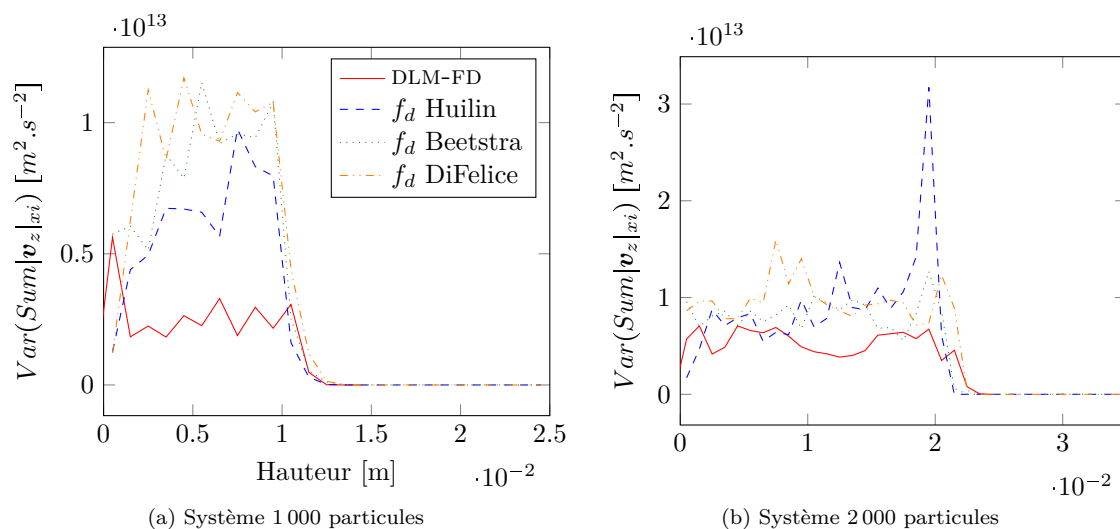 ·10^13
Var(Sum|v_z|_xi) [m^2.s^−2]
1
0.5
0
DLM-FD
f_d Huilin
f_d Beetstra
f_d DiFelice
0 0.5 1 1.5 2 2.5
Hauteur [m]
·10^−2
(a) Système 1 000 particules
·10^13
Var(Sum|v_z|_xi) [m^2.s^−2]
3
2
1
0
0 1 2 3
·10^−2
(b) Système 2 000 particules